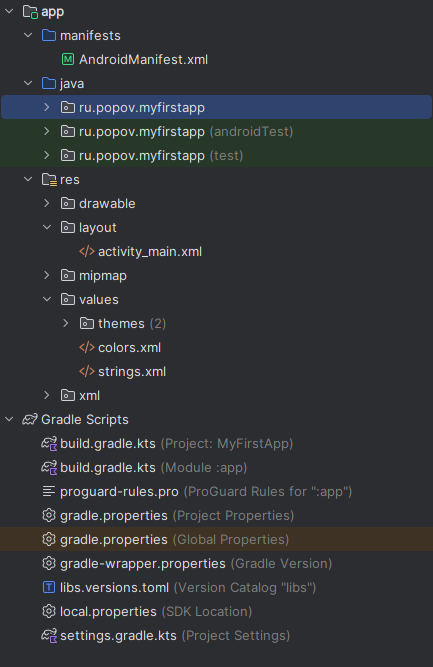 app
manifests
AndroidManifest.xml
java
ru.popov.myfirstapp
ru.popov.myfirstapp (androidTest)
ru.popov.myfirstapp (test)
res
drawable
layout
activity_main.xml
mipmap
values
themes (2)
colors.xml
strings.xml
xml
Gradle Scripts
build.gradle.kts (Project: MyFirstApp)
build.gradle.kts (Module :app)
proguard-rules.pro (ProGuard Rules for ":app")
gradle.properties (Project Properties)
gradle.properties (Global Properties)
gradle-wrapper.properties (Gradle Version)
libs.versions.toml (Version Catalog "libs")
local.properties (SDK Location)
settings.gradle.kts (Project Settings)